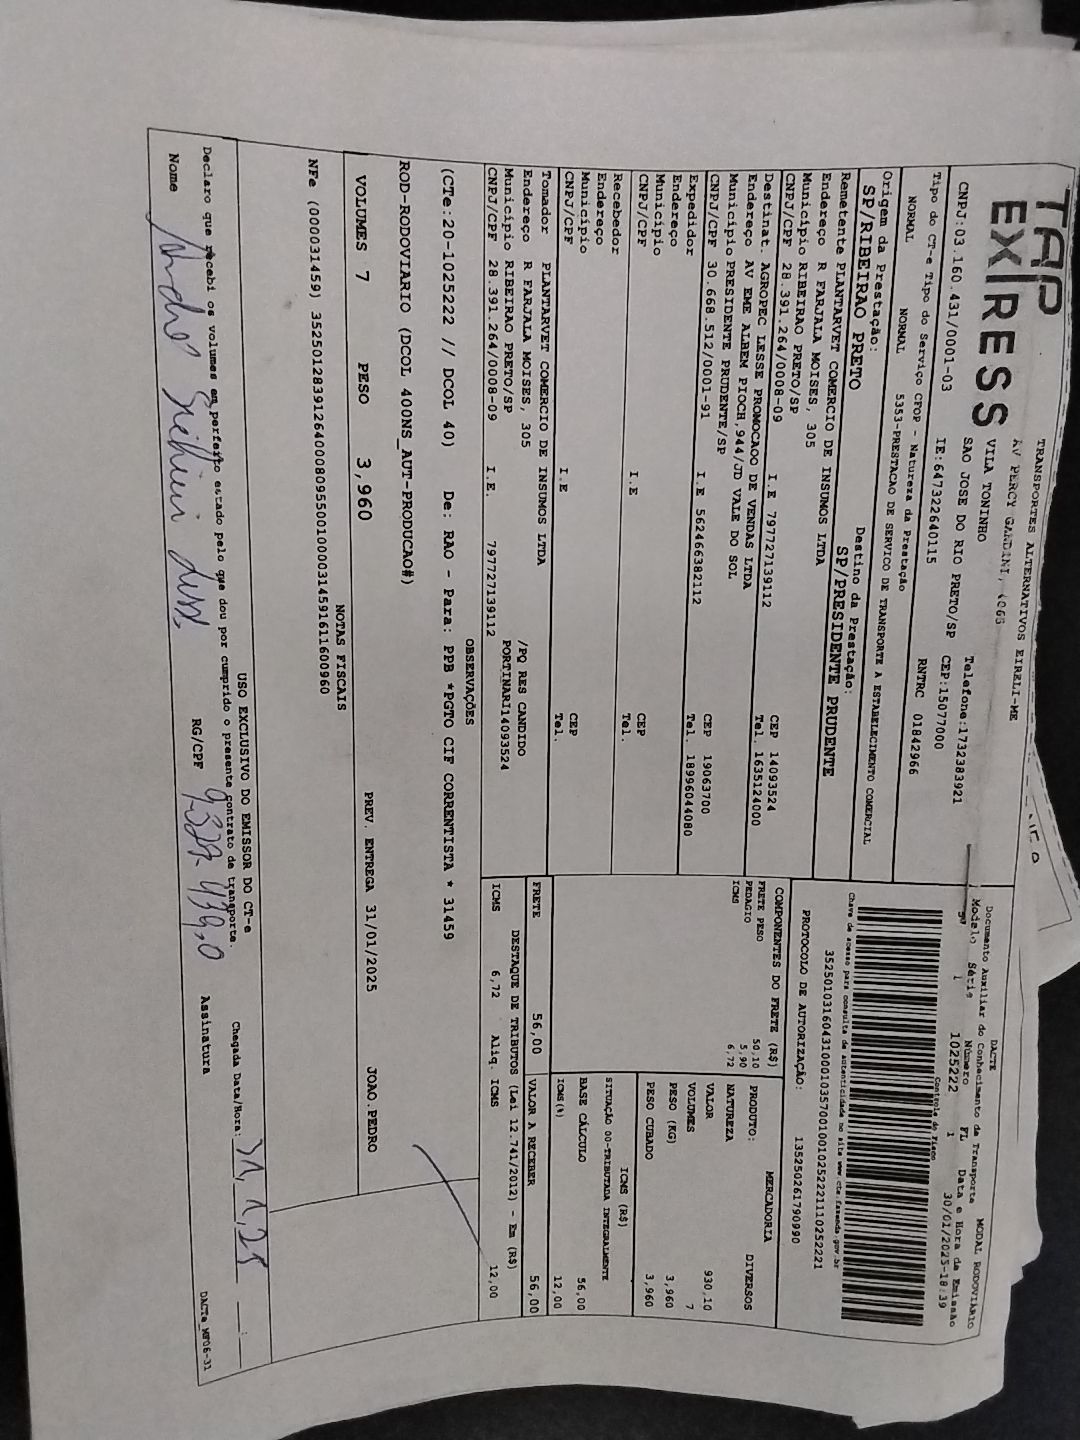 TAP
EX|RESS
TRANSPORTES ALTERNATIVOS EIRELI-ME
AV PERCY GANDINI,
VILA TONINHO
SAO JOSE DO RIO PRETO/SP CEP:15077000
CNPJ:03.160.431/0001-03 IE:647322640115 Telefone:1732383921
Tipo do CT-e Tipo do Serviço CFOP - Natureza da Prestação RNTRC 01842966
NORMAL NORMAL 5353-PRESTACAO DE SERVICO DE TRANSPORTE A ESTABELECIMENTO COMERCIAL
Origem da Prestação: Destino da Prestação:
SP/RIBEIRAO PRETO SP/PRESIDENTE PRUDENTE
Remetente PLANTARVET COMERCIO DE INSUMOS LTDA
Endereço R FARJALA MOISES, 305
Município RIBEIRAO PRETO/SP CEP 14093524
CNPJ/CPF 28.391.264/0008-09 I.E 797727139112 Tel. 1635124000
Destinat. AGROPEC LESSE PROMOCAOO DE VENDAS LTDA
Endereço AV EME ALBEM PIOCH,944/JD VALE DO SOL
Município PRESIDENTE PRUDENTE/SP CEP 19063700
CNPJ/CPF 30.668.512/0001-91 I.E 562466382112 Tel. 18996044080
Expedidor
Endereço
Município CEP
CNPJ/CPF I.E Tel.
Recebedor
Endereço
Município CEP
CNPJ/CPF I.E Tel.
Tomador PLANTARVET COMERCIO DE INSUMOS LTDA
Endereço R FARJALA MOISES, 305 /PQ RES CANDIDO
Município RIBEIRAO PRETO/SP PORTINARI14093524
CNPJ/CPF 28.391.264/0008-09 I.E. 797727139112
DACTE MODAL RODOVIÁRIO
Documento Auxiliar do Conhecimento de Transporte
Modelo Série Número FL Data e Hora da Emissão
57 1 1025222 1 30/01/2025-18:39
Controle do Fisco
Chave de acesso para consulta de autenticidade no site www.cte.fazenda.gov.br
35250103160431000103570010010252221110252221
PROTOCOLO DE AUTORIZAÇÃO: 135250261790990
COMPONENTES DO FRETE (R$)
FRETE PESO 50,10
PEDAGIO 5,90
ICMS 6,72
MERCADORIA
PRODUTO: DIVERSOS
NATUREZA
VALOR 930,10
VOLUMES 7
PESO (KG) 3,960
PESO CUBADO 3,960
ICMS (R$)
SITUAÇÃO 00-TRIBUTADA INTEGRALMENTE
BASE CÁLCULO 56,00
ICMS(%) 12,00
FRETE 56,00 VALOR A RECEBER 56,00
DESTAQUE DE TRIBUTOS (Lei 12.741/2012) - Em (R$)
ICMS 6,72 Aliq. ICMS 12,00
OBSERVAÇÕES
(CTe:20-1025222 // DCOL 40) De: RAO - Para: PPB *PGTO CIF CORRENTISTA * 31459
ROD-RODOVIARIO (DCOL 400NS AUT-PRODUCAO#)
VOLUMES 7 PESO 3,960 PREV. ENTREGA 31/01/2025 JOAO.PEDRO
NOTAS FISCAIS
NFe (000031459) 35250128391264000809550010000314591611600960
USO EXCLUSIVO DO EMISSOR DO CT-e
Declaro que recebi os volumes em perfeito estado pelo que dou por cumprido o presente contrato de transporte.
Chegada Data/Hora: 31/1/25 :
Nome RG/CPF Assinatura
DACTe_MF06-31